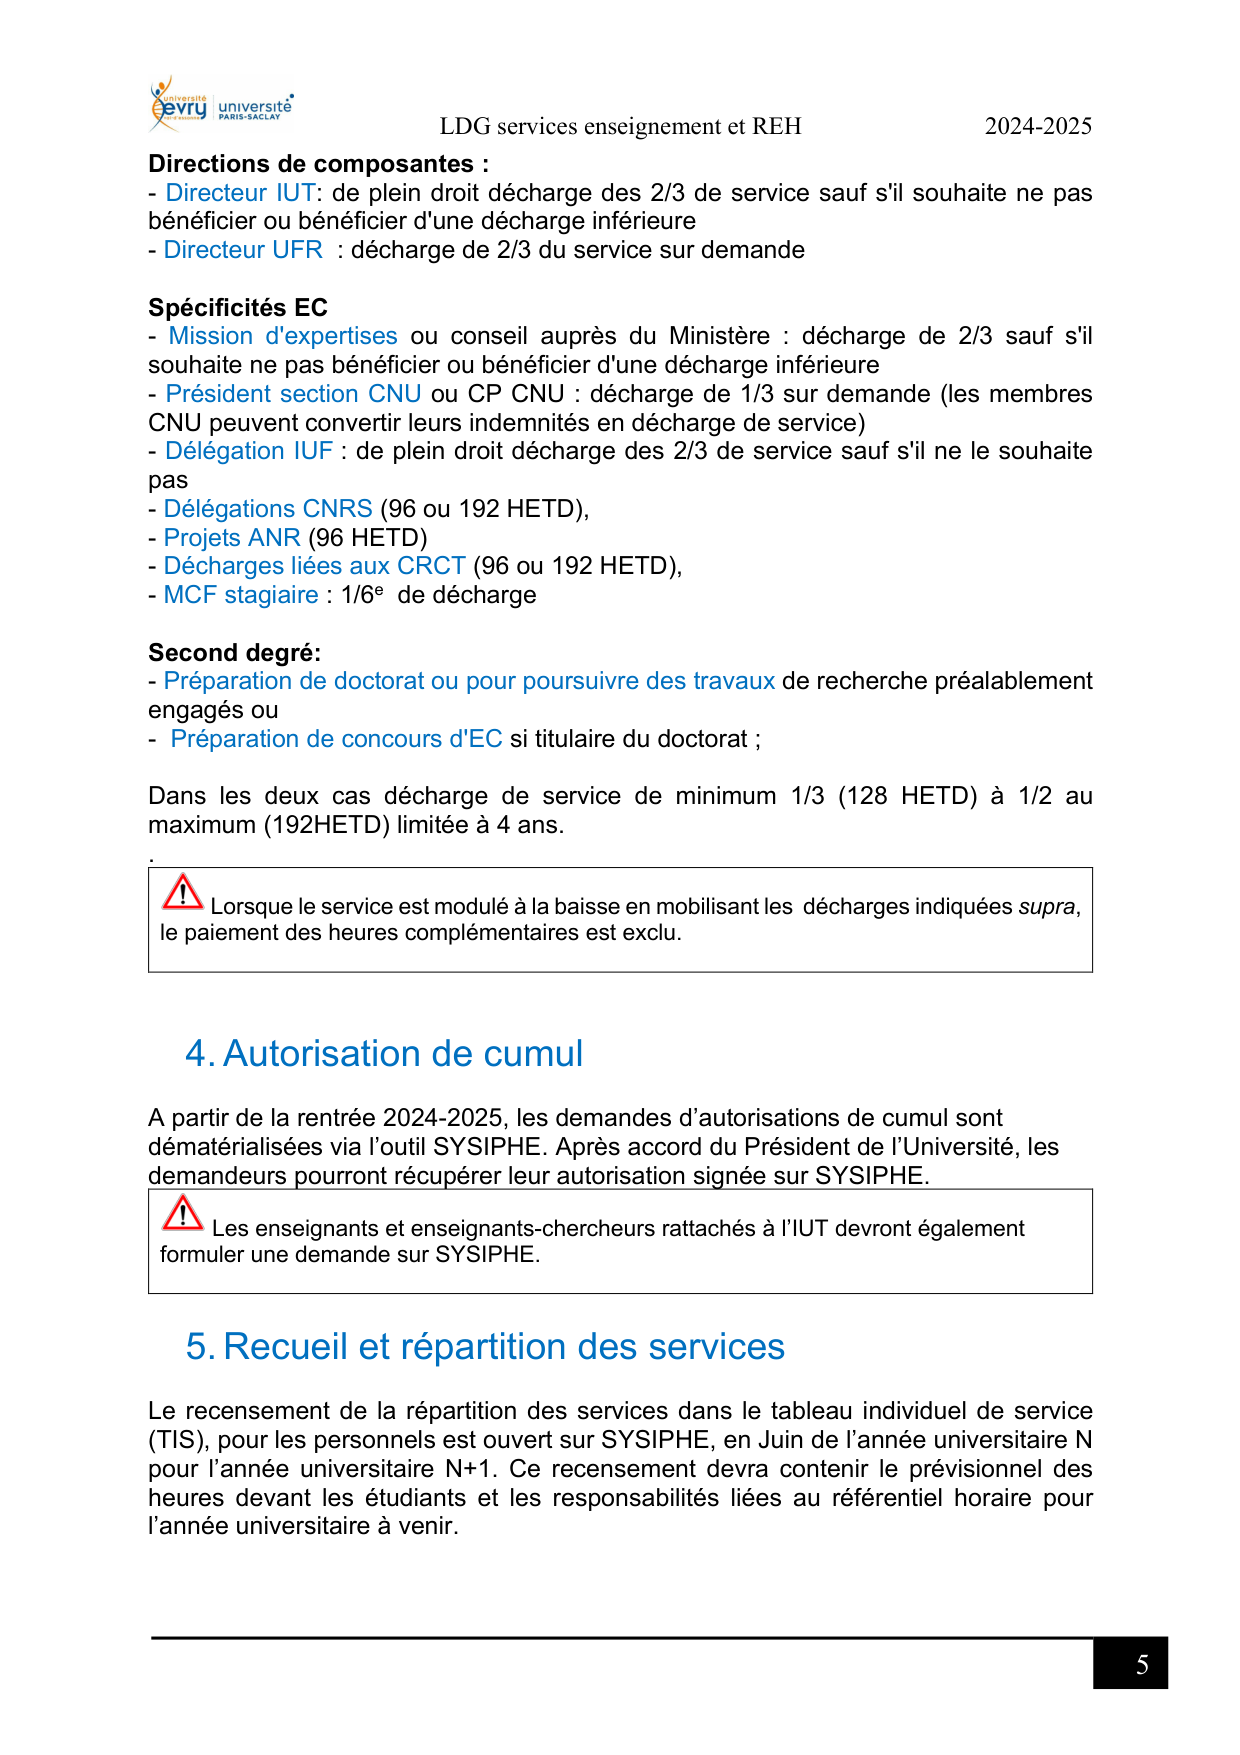 université
evry
val-d'essonne
université
PARIS-SACLAY
LDG services enseignement et REH 2024-2025
Directions de composantes :
- Directeur IUT: de plein droit décharge des 2/3 de service sauf s'il souhaite ne pas
bénéficier ou bénéficier d'une décharge inférieure
- Directeur UFR  : décharge de 2/3 du service sur demande
Spécificités EC
- Mission d'expertises ou conseil auprès du Ministère : décharge de 2/3 sauf s'il
souhaite ne pas bénéficier ou bénéficier d'une décharge inférieure
- Président section CNU ou CP CNU : décharge de 1/3 sur demande (les membres
CNU peuvent convertir leurs indemnités en décharge de service)
- Délégation IUF : de plein droit décharge des 2/3 de service sauf s'il ne le souhaite
pas
- Délégations CNRS (96 ou 192 HETD),
- Projets ANR (96 HETD)
- Décharges liées aux CRCT (96 ou 192 HETD),
- MCF stagiaire : 1/6e  de décharge
Second degré:
- Préparation de doctorat ou pour poursuivre des travaux de recherche préalablement
engagés ou
-  Préparation de concours d'EC si titulaire du doctorat ;
Dans les deux cas décharge de service de minimum 1/3 (128 HETD) à 1/2 au
maximum (192HETD) limitée à 4 ans.
.
Lorsque le service est modulé à la baisse en mobilisant les  décharges indiquées supra,
le paiement des heures complémentaires est exclu.
4. Autorisation de cumul
A partir de la rentrée 2024-2025, les demandes d’autorisations de cumul sont
dématérialisées via l’outil SYSIPHE. Après accord du Président de l’Université, les
demandeurs pourront récupérer leur autorisation signée sur SYSIPHE.
Les enseignants et enseignants-chercheurs rattachés à l’IUT devront également
formuler une demande sur SYSIPHE.
5. Recueil et répartition des services
Le recensement de la répartition des services dans le tableau individuel de service
(TIS), pour les personnels est ouvert sur SYSIPHE, en Juin de l’année universitaire N
pour l’année universitaire N+1. Ce recensement devra contenir le prévisionnel des
heures devant les étudiants et les responsabilités liées au référentiel horaire pour
l’année universitaire à venir.
5